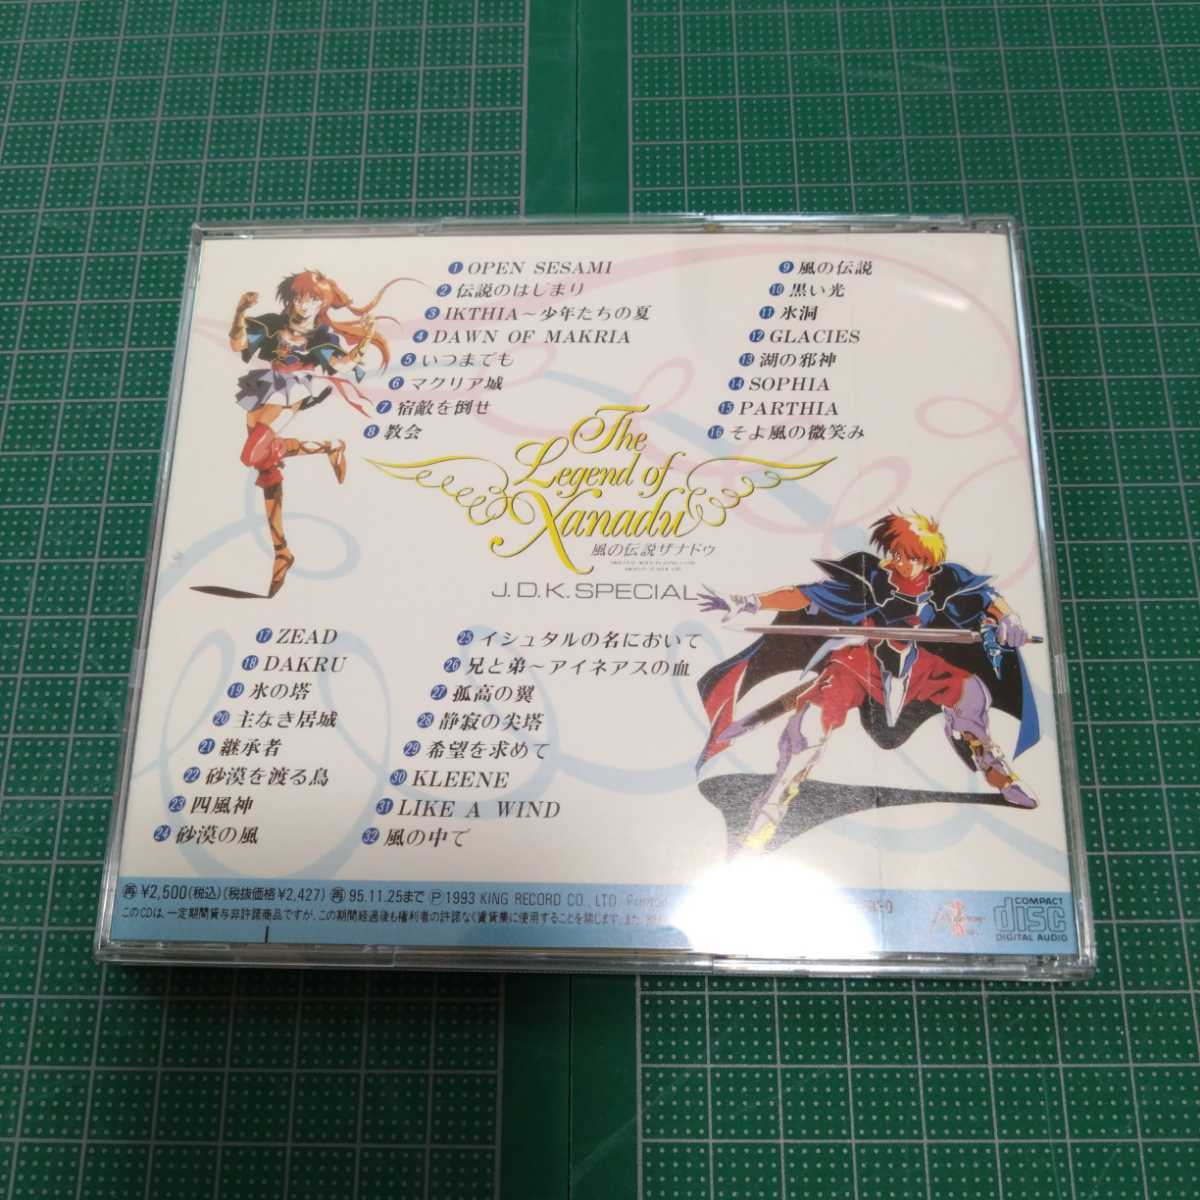 1 OPEN SESAMI
2 伝説のはじまり
3 IKTHIA～少年たちの夏
4 DAWN OF MAKRIA
5 いつまでも
6 マクリア城
7 宿敵を倒せ
8 教会
9 風の伝説
10 黒い光
11 氷洞
12 GLACIES
13 湖の邪神
14 SOPHIA
15 PARTHIA
16 そよ風の微笑み
The
Legend of
Xanadu
風の伝説ザナドゥ
J.D.K. SPECIAL
17 ZEAD
18 DAKRU
19 氷の塔
20 主なき居城
21 継承者
22 砂漠を渡る鳥
23 四風神
24 砂漠の風
25 イシュタルの名において
26 兄と弟～アイネアスの血
27 孤高の翼
28 静寂の尖塔
29 希望を求めて
30 KLEENE
31 LIKE A WIND
32 風の中で
再 ¥2,500(税込)(税抜価格¥2,427) 再 95.11.25まで Ⓟ1993 KING RECORD CO., LTD. Printed
このCDは、一定期間貸与非許諾商品ですが、この期間経過後も権利者の許諾なく賃貸業に使用することを禁じます。また
COMPACT
disc
DIGITAL AUDIO